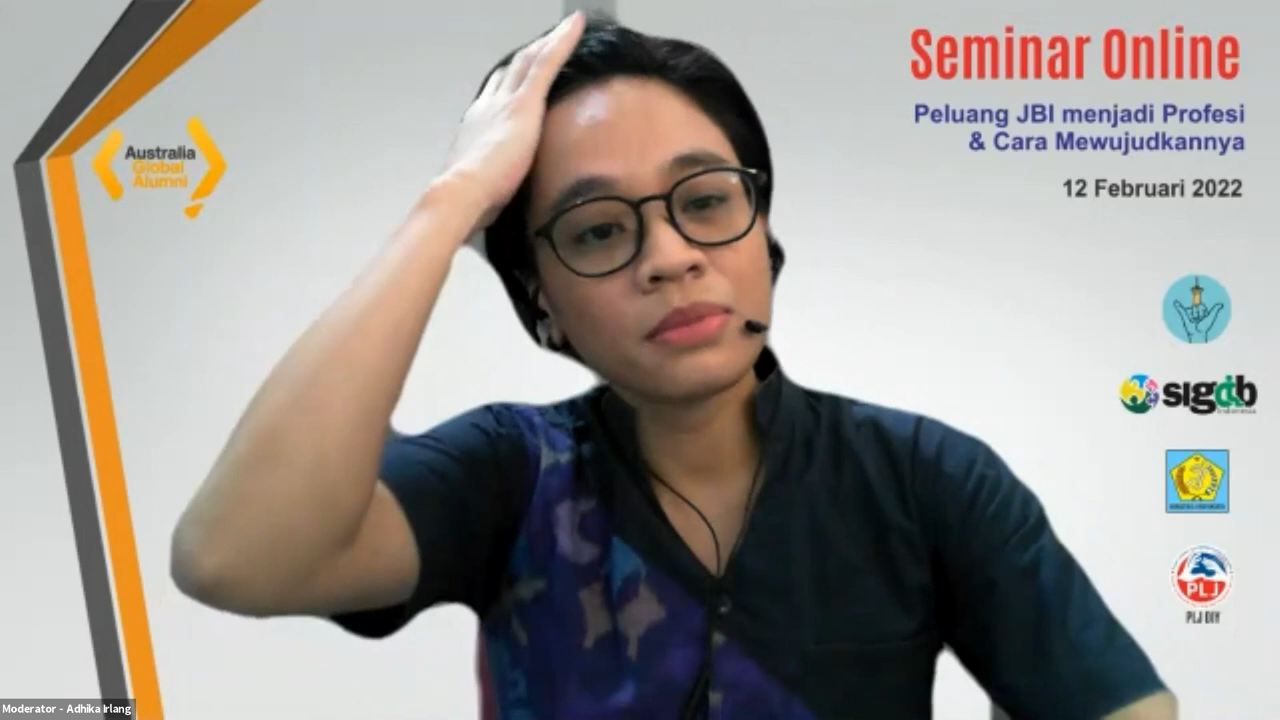 Seminar Online
Peluang JBI menjadi Profesi
& Cara Mewujudkannya
12 Februari 2022
Australia
Global
Alumni
sigab
Indonesia
PLJ
PLJ DIY
Moderator - Adhika Irlang